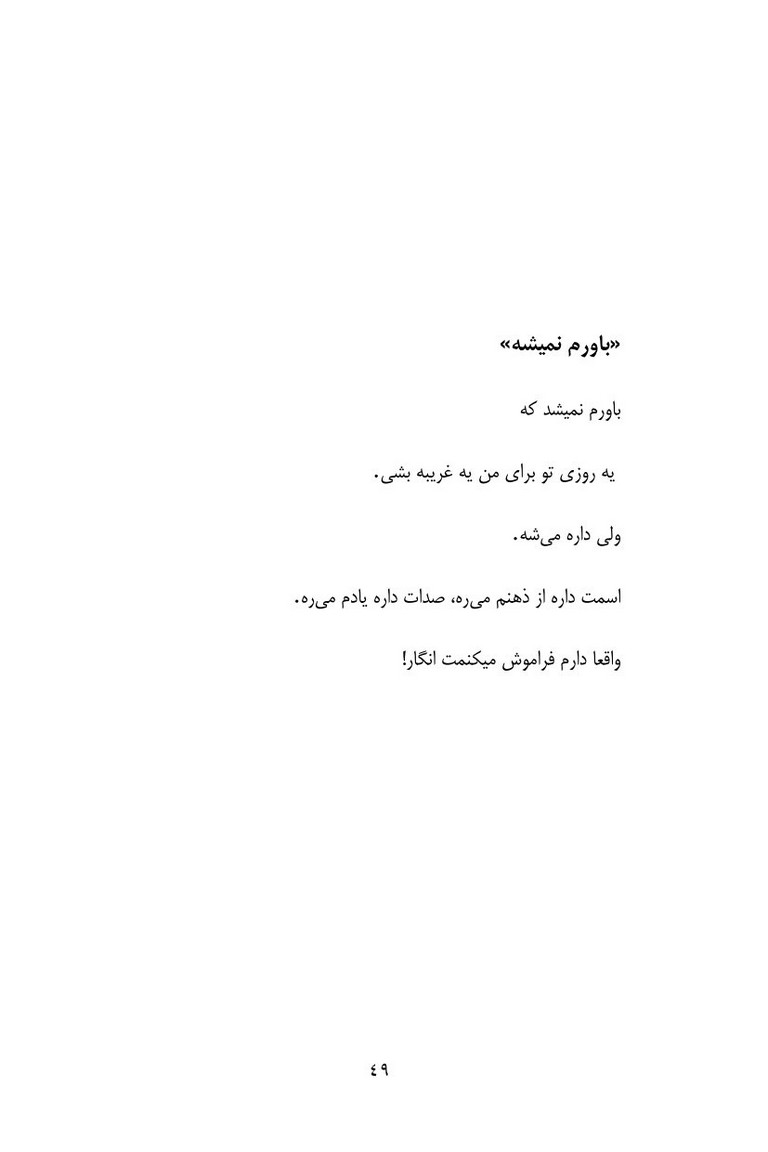 «باورم نمیشه»
باورم نمیشد که
یه روزی تو برای من یه غریبه بشی.
ولی داره می‌شه.
اسمت داره از ذهنم می‌ره، صدات داره یادم می‌ره.
واقعا دارم فراموش میکنمت انگار!
٤٩